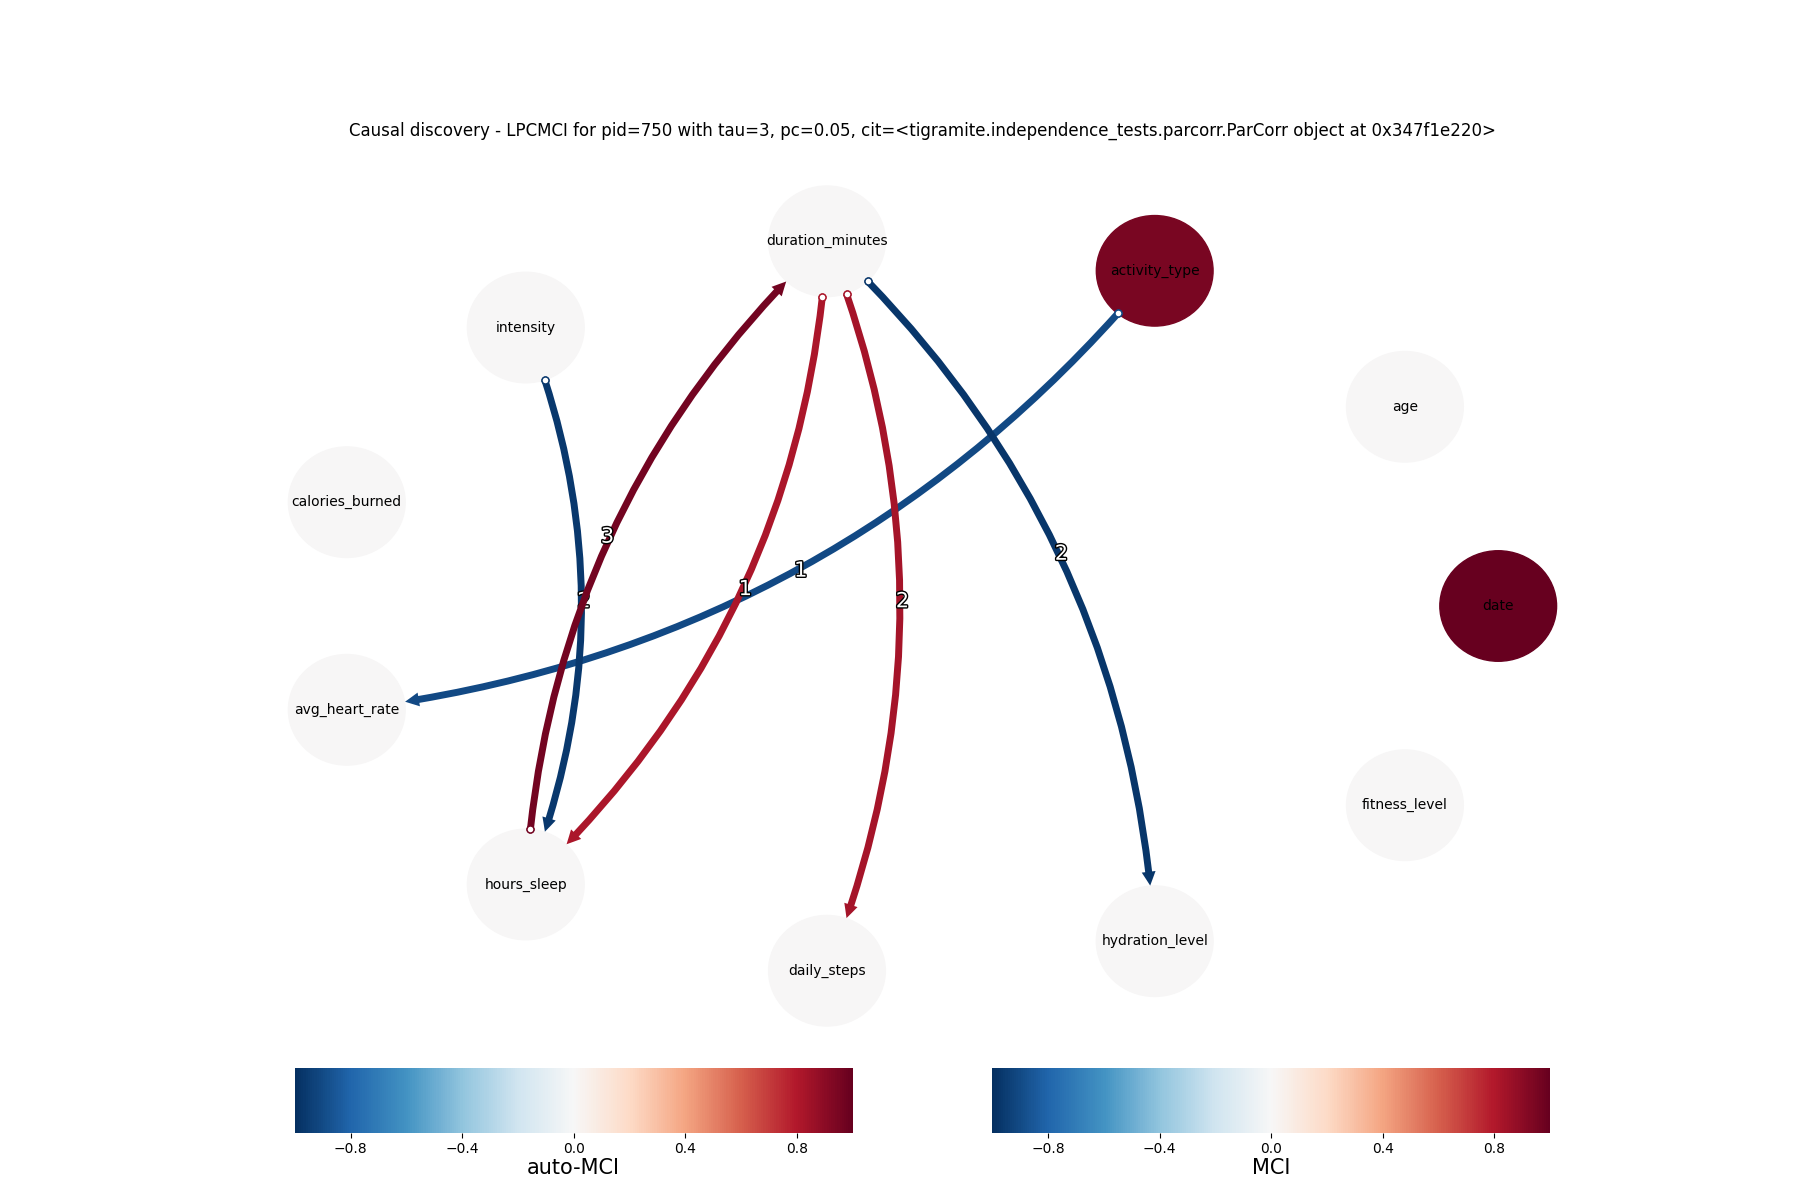 Causal discovery - LPCMCI for pid=750 with tau=3, pc=0.05, cit=<tigramite.independence_tests.parcorr.ParCorr object at 0x347f1e220>
duration_minutes
activity_type
intensity
age
calories_burned
3
2
1
1
2
2
date
avg_heart_rate
fitness_level
hours_sleep
hydration_level
daily_steps
−0.8 −0.4 0.0 0.4 0.8
auto-MCI
−0.8 −0.4 0.0 0.4 0.8
MCI